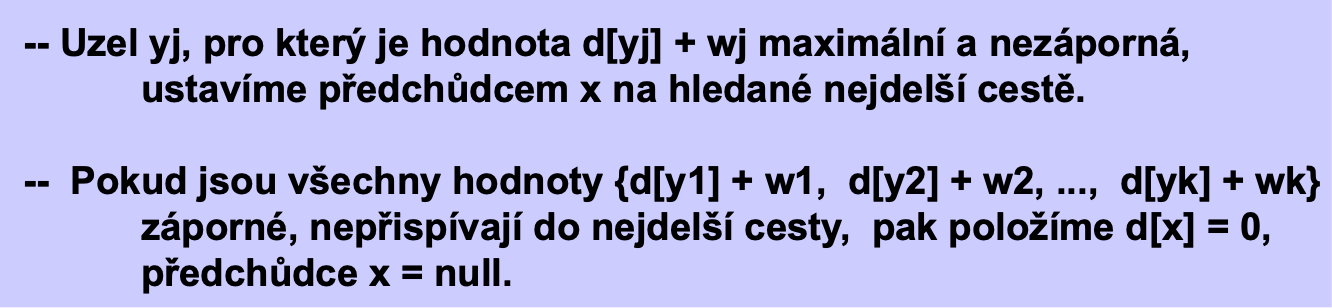 -- Uzel yj, pro který je hodnota d[yj] + wj maximální a nezáporná,
ustavíme předchůdcem x na hledané nejdelší cestě.
-- Pokud jsou všechny hodnoty {d[y1] + w1, d[y2] + w2, ..., d[yk] + wk}
záporné, nepřispívají do nejdelší cesty, pak položíme d[x] = 0,
předchůdce x = null.